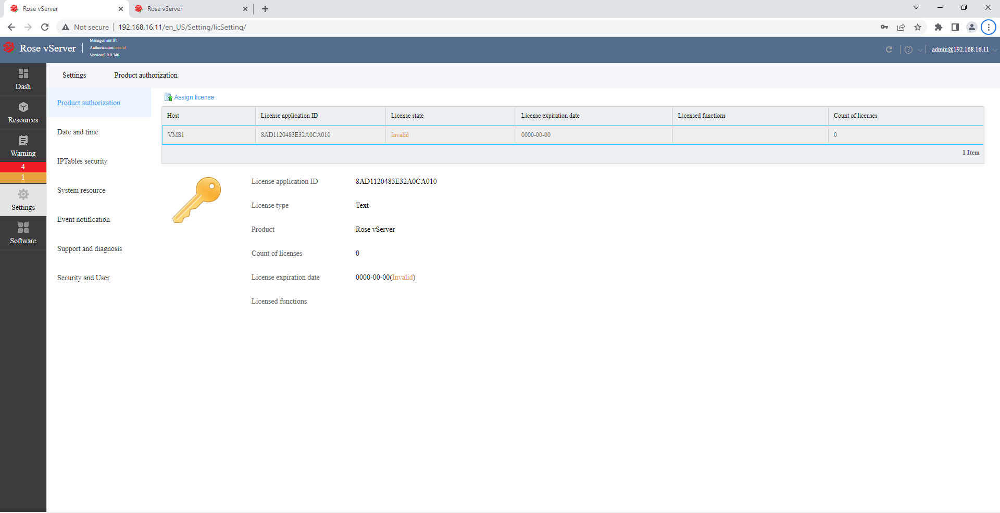 Rose vServer
Rose vServer
Not secure
192.168.16.11/en_US/Setting/licSetting/
Rose vServer
Management IP:
Authorization:Invalid
Version:3.0.0.346
admin@192.168.16.11
Dash
Resources
Warning
4
1
Settings
Software
Settings
Product authorization
Product authorization
Date and time
IPTables security
System resource
Event notification
Support and diagnosis
Security and User
Assign license
Host License application ID License state License expiration date Licensed functions Count of licenses
VMS1 8AD1120483E32A0CA010 Invalid 0000-00-00 0
1 Item
License application ID 8AD1120483E32A0CA010
License type Text
Product Rose vServer
Count of licenses 0
License expiration date 0000-00-00(Invalid)
Licensed functions